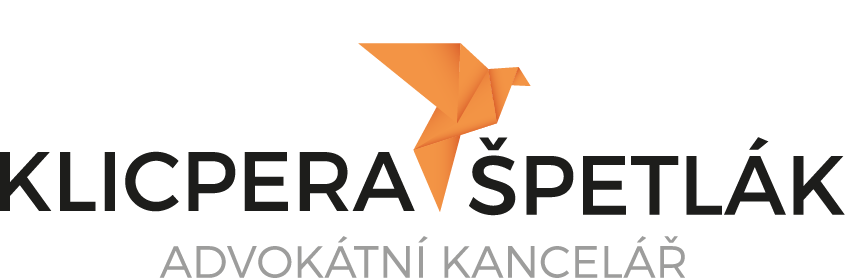 KLICPERA ŠPETLÁK
ADVOKÁTNÍ KANCELÁŘ